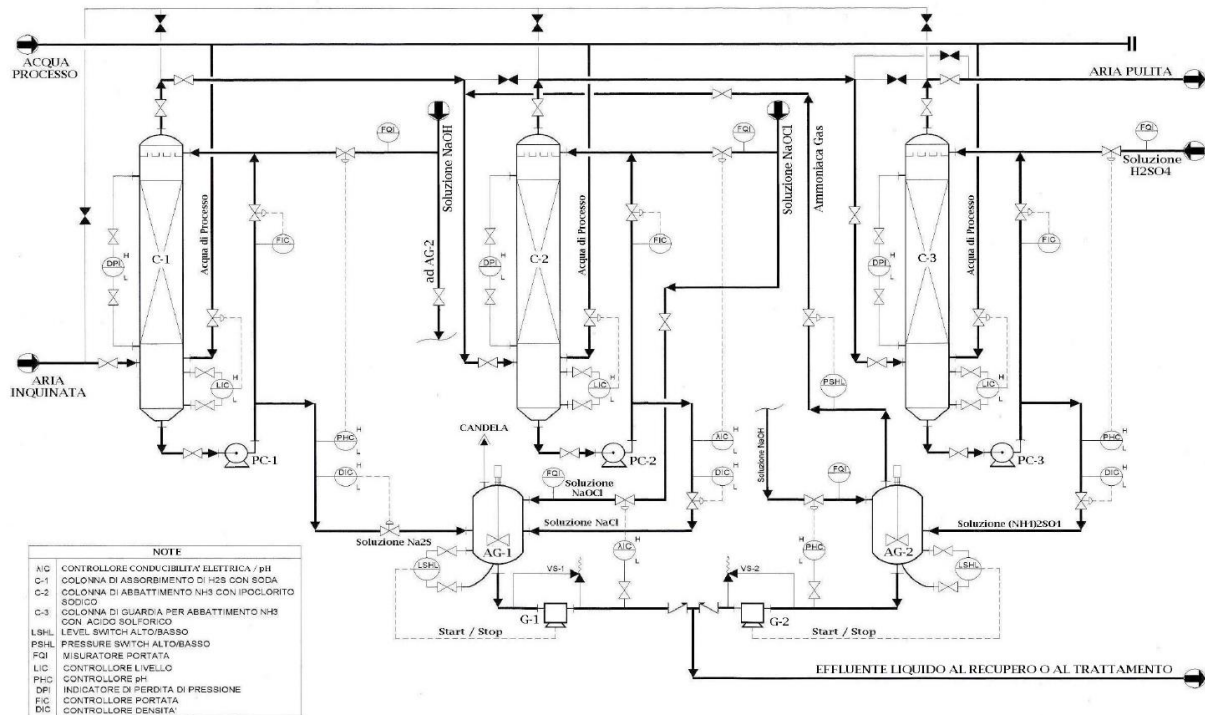 ACQUA
PROCESSO
ARIA PULITA
FQI
FQI
FQI
Soluzione
H2SO4
Soluzione NaOH
Soluzione NaOCl
Ammoniaca Gas
Acqua di Processo
Acqua di Processo
Acqua di Processo
ad AG-2
FIC
FIC
FIC
C-1
C-2
C-3
DPI
H
L
DPI
H
L
DPI
H
L
ARIA
INQUINATA
LIC
H
L
LIC
H
L
LIC
H
L
PSHL
PC-1
PC-2
PC-3
PHC
H
L
DIC
H
L
λIC
H
L
DIC
H
L
PHC
H
L
DIC
H
L
CANDELA
FQI
Soluzione
NaOCl
Soluzione NaOH
FQI
Soluzione Na2S
Soluzione NaCl
Soluzione (NH4)2SO4
AG-1
AG-2
LSHL
LSHL
λIC
H
L
PHC
H
L
VS-1
VS-2
G-1
G-2
Start / Stop
Start / Stop
EFFLUENTE LIQUIDO AL RECUPERO O AL TRATTAMENTO
NOTE
λIC CONTROLLORE CONDUCIBILITA' ELETTRICA / pH
C-1 COLONNA DI ASSORBIMENTO DI H2S CON SODA
C-2 COLONNA DI ABBATTIMENTO NH3 CON IPOCLORITO
SODICO
C-3 COLONNA DI GUARDIA PER ABBATTIMENTO NH3
CON ACIDO SOLFORICO
LSHL LEVEL SWITCH ALTO/BASSO
PSHL PRESSURE SWITCH ALTO/BASSO
FQI MISURATORE PORTATA
LIC CONTROLLORE LIVELLO
PHC CONTROLLORE pH
DPI INDICATORE DI PERDITA DI PRESSIONE
FIC CONTROLLORE PORTATA
DIC CONTROLLORE DENSITA'